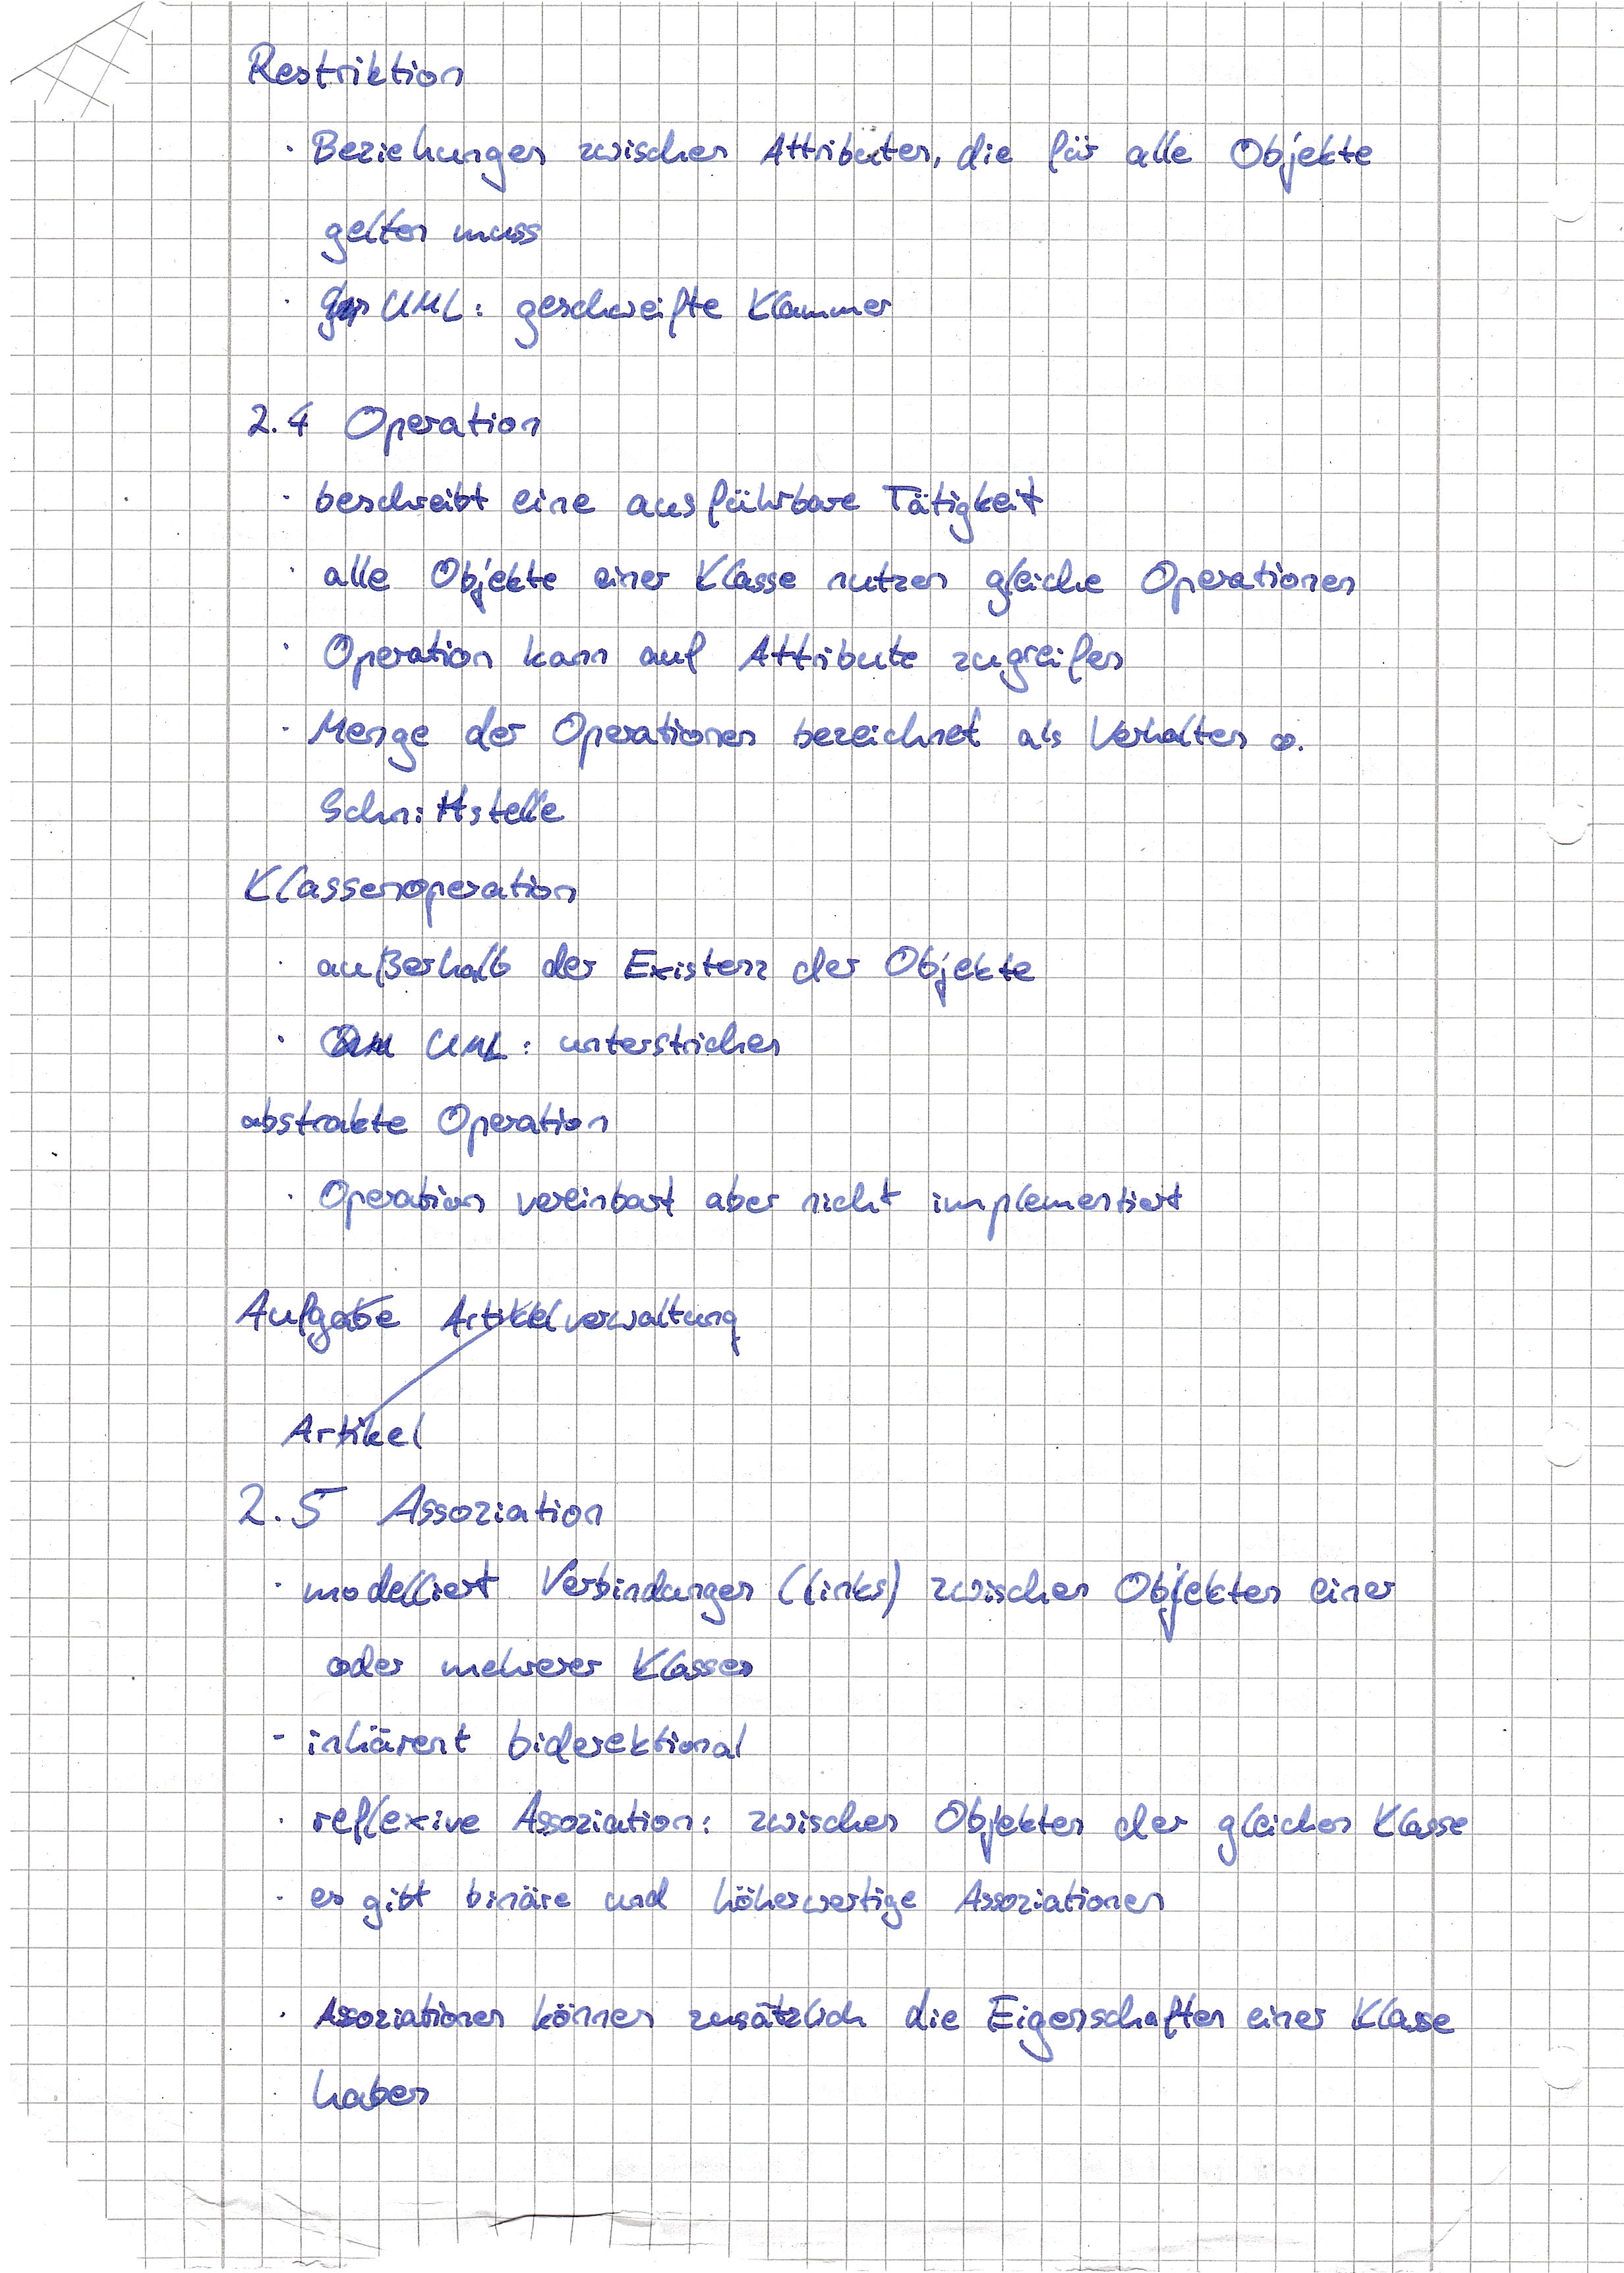 Restriktion
· Beziehungen zwischen Attributen, die für alle Objekte
gelten muss
· UML: geschweifte Klammer
2.4 Operation
· beschreibt eine ausführbare Tätigkeit
· alle Objekte einer Klasse nutzen gleiche Operationen
· Operation kann auf Attribute zugreifen
· Menge der Operationen bezeichnet als Verhalten o.
Schnittstelle
Klassenoperation
· außerhalb der Existenz der Objekte
· UML: unterstrichen
abstrakte Operation
· Operation vereinbart aber nicht implementiert
Aufgabe Artikelverwaltung
Artikel
2.5 Assoziation
· modelliert Verbindungen (links) zwischen Objekten einer
oder mehrerer Klassen
- inhärent biderektional
· reflexive Assoziation: zwischen Objekten der gleichen Klasse
· es gibt binäre und höherwertige Assoziationen
· Assoziationen können zusätzlich die Eigenschaften einer Klasse
haben